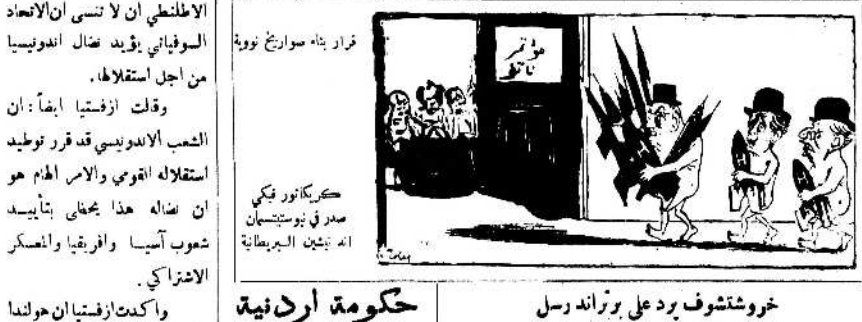 الاطلنطي ان لا تنسى ان الاتحاد
السوفياتي يؤيد نضال اندونيسيا
من اجل استقلالها.
وقالت ازفستيا ايضاً : ان
الشعب الاندونيسي قد قرر توطيد
استقلاله القومي والامر الهام هو
ان نضاله هذا يحظى بتأييــد
شعوب آسيــا وافريقيا والمعسكر
الاشتراكي .
واكدت ازفستيا ان هولندا
قرار بناء صواريخ نووية
مؤتمر
ناتو
كريكاتور فيكي
صدر في نيوستيتسمان
اند نيشين البريطانية
حكومة اردنية
خروشتشوف يرد على برتراند رسل